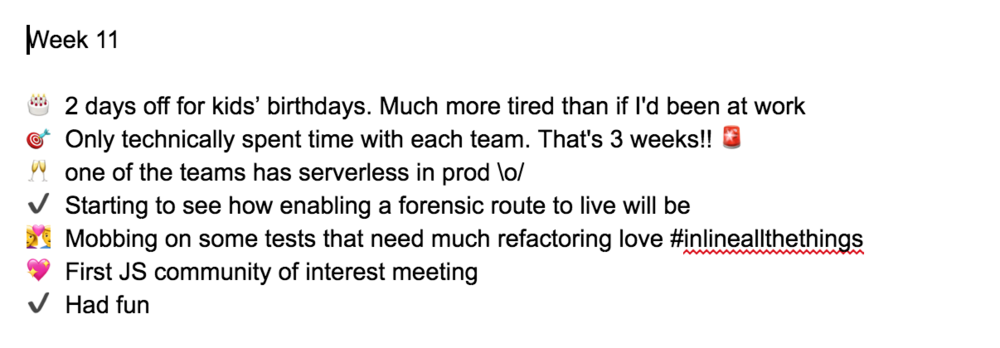 Week 11
🎂 2 days off for kids’ birthdays. Much more tired than if I'd been at work
🎯 Only technically spent time with each team. That's 3 weeks!! 🚨
🥂 one of the teams has serverless in prod \o/
✔ Starting to see how enabling a forensic route to live will be
💑 Mobbing on some tests that need much refactoring love #inlineallthethings
💖 First JS community of interest meeting
✔ Had fun